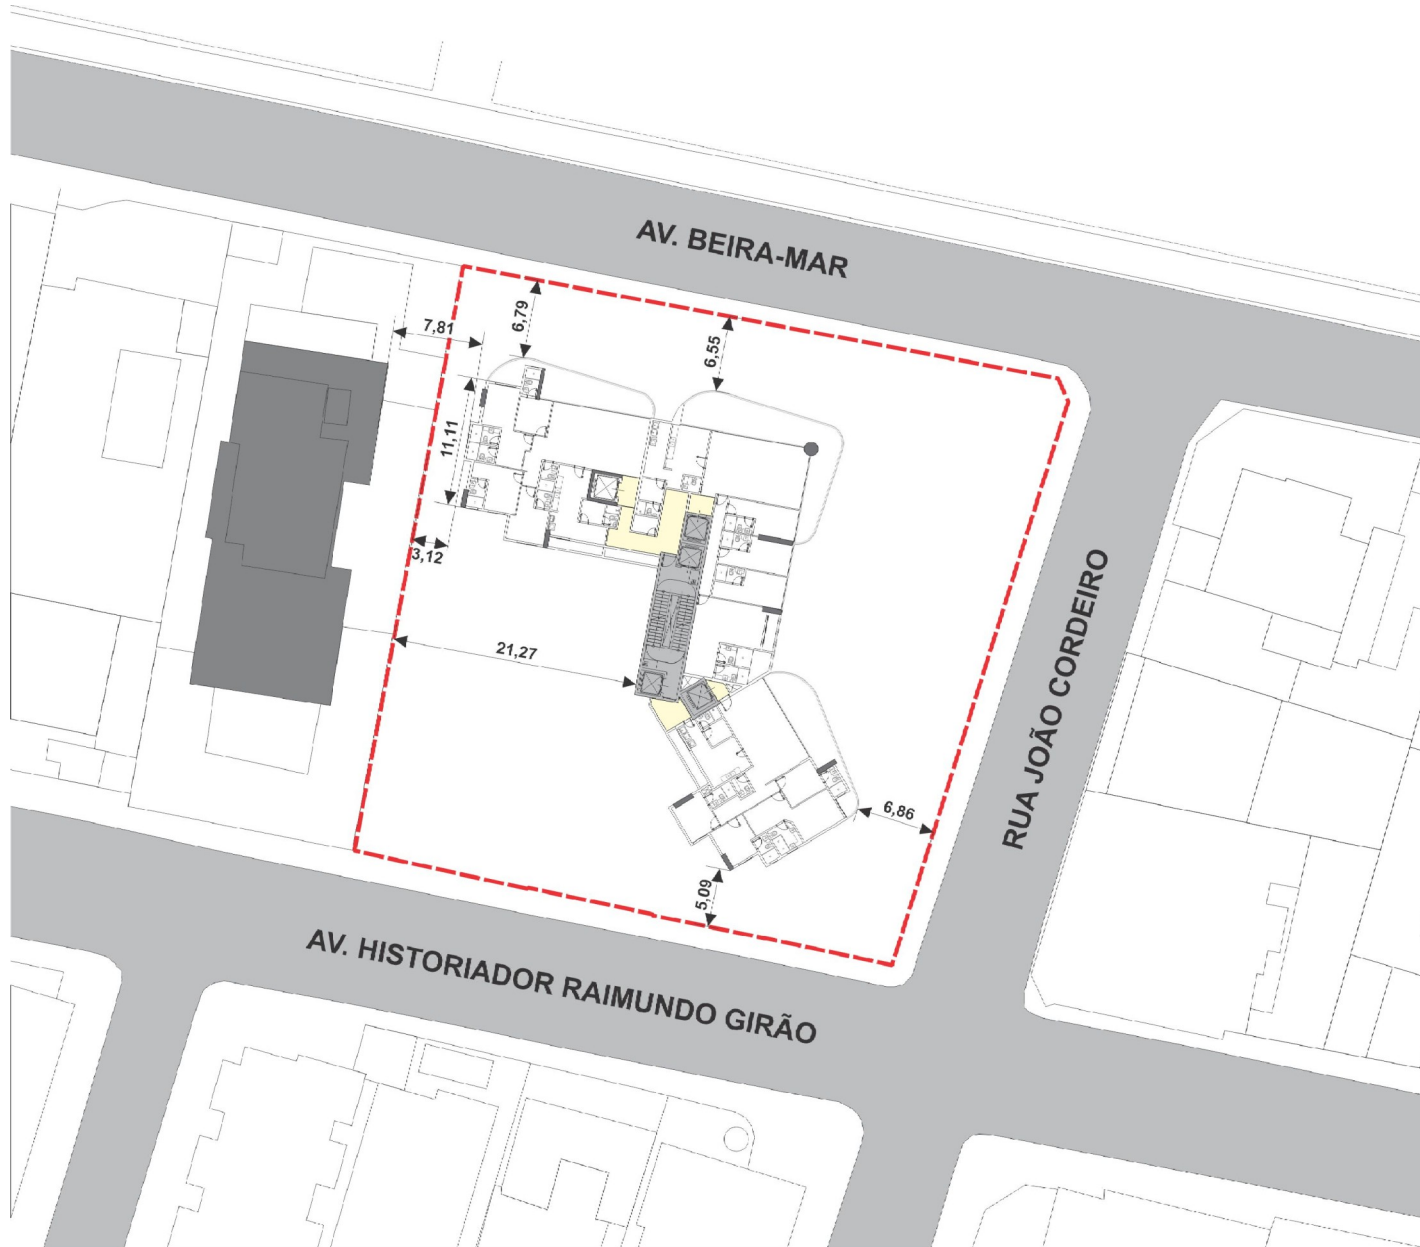 AV. BEIRA-MAR
6,79
7,81
6,55
11,11
3,12
21,27
RUA JOÃO CORDEIRO
6,86
5,09
AV. HISTORIADOR RAIMUNDO GIRÃO